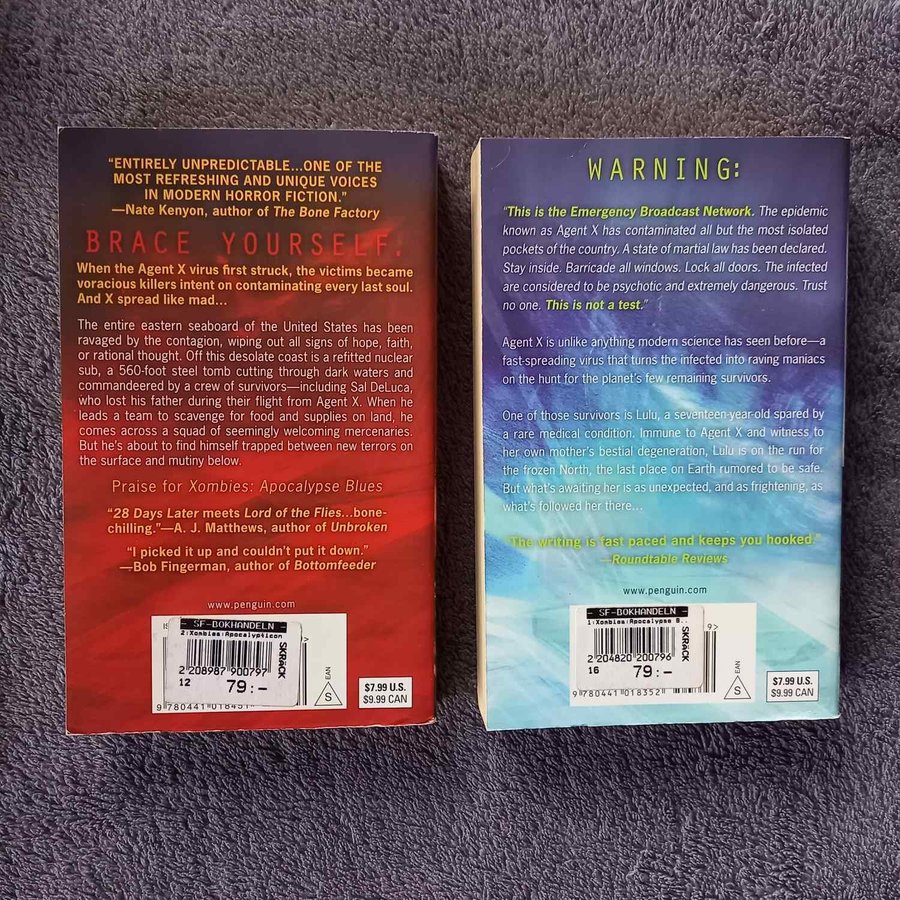 "ENTIRELY UNPREDICTABLE...ONE OF THE
MOST REFRESHING AND UNIQUE VOICES
IN MODERN HORROR FICTION."
—Nate Kenyon, author of The Bone Factory
BRACE YOURSELF.
When the Agent X virus first struck, the victims became
voracious killers intent on contaminating every last soul.
And X spread like mad...
The entire eastern seaboard of the United States has been
ravaged by the contagion, wiping out all signs of hope, faith,
or rational thought. Off this desolate coast is a refitted nuclear
sub, a 560-foot steel tomb cutting through dark waters and
commandeered by a crew of survivors—including Sal DeLuca,
who lost his father during their flight from Agent X. When he
leads a team to scavenge for food and supplies on land, he
comes across a squad of seemingly welcoming mercenaries.
But he's about to find himself trapped between new terrors on
the surface and mutiny below.
Praise for Xombies: Apocalypse Blues
"28 Days Later meets Lord of the Flies...bone-
chilling."—A. J. Matthews, author of Unbroken
"I picked it up and couldn't put it down."
—Bob Fingerman, author of Bottomfeeder
www.penguin.com
- SF-BOKHANDELN -
2:Xombies:Apocalypticon
SKRÄCK
2 208987 900797
12 79:-
9 780441 018451
S
EAN
$7.99 U.S.
$9.99 CAN
WARNING:
"This is the Emergency Broadcast Network. The epidemic
known as Agent X has contaminated all but the most isolated
pockets of the country. A state of martial law has been declared.
Stay inside. Barricade all windows. Lock all doors. The infected
are considered to be psychotic and extremely dangerous. Trust
no one. This is not a test."
Agent X is unlike anything modern science has seen before—a
fast-spreading virus that turns the infected into raving maniacs
on the hunt for the planet's few remaining survivors.
One of those survivors is Lulu, a seventeen-year-old spared by
a rare medical condition. Immune to Agent X and witness to
her own mother's bestial degeneration, Lulu is on the run for
the frozen North, the last place on Earth rumored to be safe.
But what's awaiting her is as unexpected, and as frightening, as
what's followed her there...
"The writing is fast paced and keeps you hooked."
—Roundtable Reviews
www.penguin.com
- SF-BOKHANDELN -
1:Xombies:Apocalypse B..
SKRÄCK
2 204820 200796
16 79:-
9>
9 780441 018352
S
EAN
$7.99 U.S.
$9.99 CAN